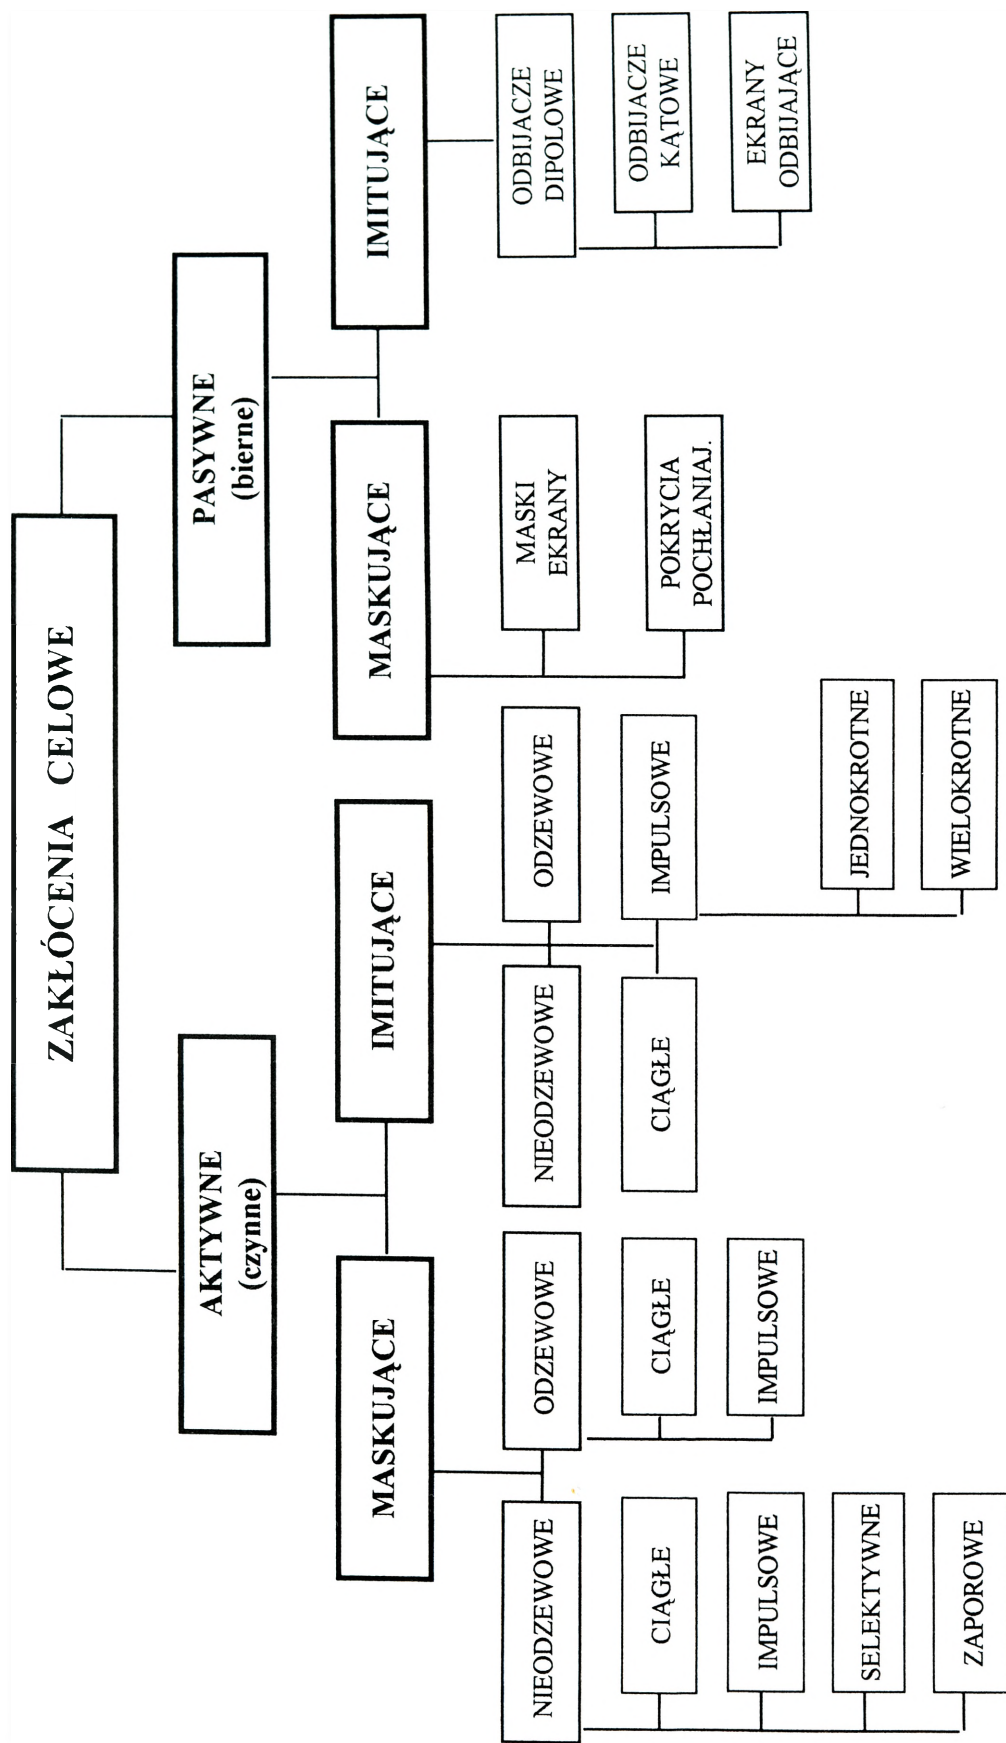 ZAKŁÓCENIA CELOWE
AKTYWNE
(czynne)
PASYWNE
(bierne)
MASKUJĄCE
IMITUJĄCE
MASKUJĄCE
IMITUJĄCE
NIEODZEWOWE
ODZEWOWE
NIEODZEWOWE
ODZEWOWE
MASKI
EKRANY
ODBIJACZE
DIPOLOWE
CIĄGŁE
CIĄGŁE
CIĄGŁE
IMPULSOWE
POKRYCIA
POCHŁANIAJ.
ODBIJACZE
KĄTOWE
IMPULSOWE
IMPULSOWE
EKRANY
ODBIJAJĄCE
SELEKTYWNE
JEDNOKROTNE
ZAPOROWE
WIELOKROTNE